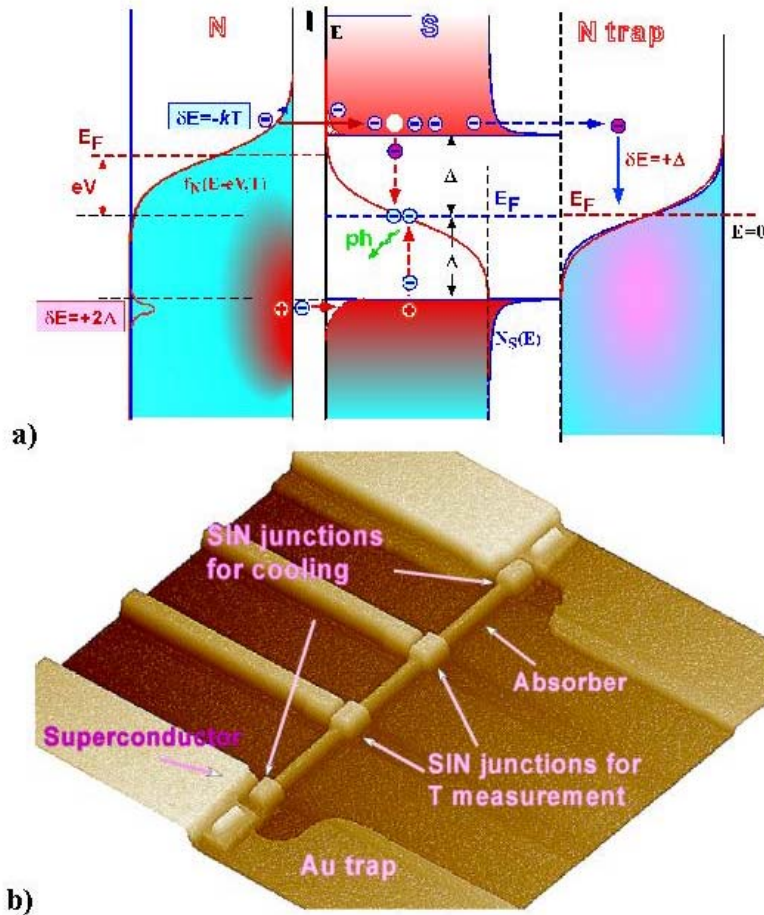 N
I
E
S
N trap
δE=-kT
E_F
eV
f_N(E-eV,T)
Δ
E_F
δE=+Δ
E_F
E=0
ph
Δ
δE=+2Δ
N_S(E)
a)
SIN junctions
for cooling
Absorber
Superconductor
SIN junctions for
T measurement
Au trap
b)